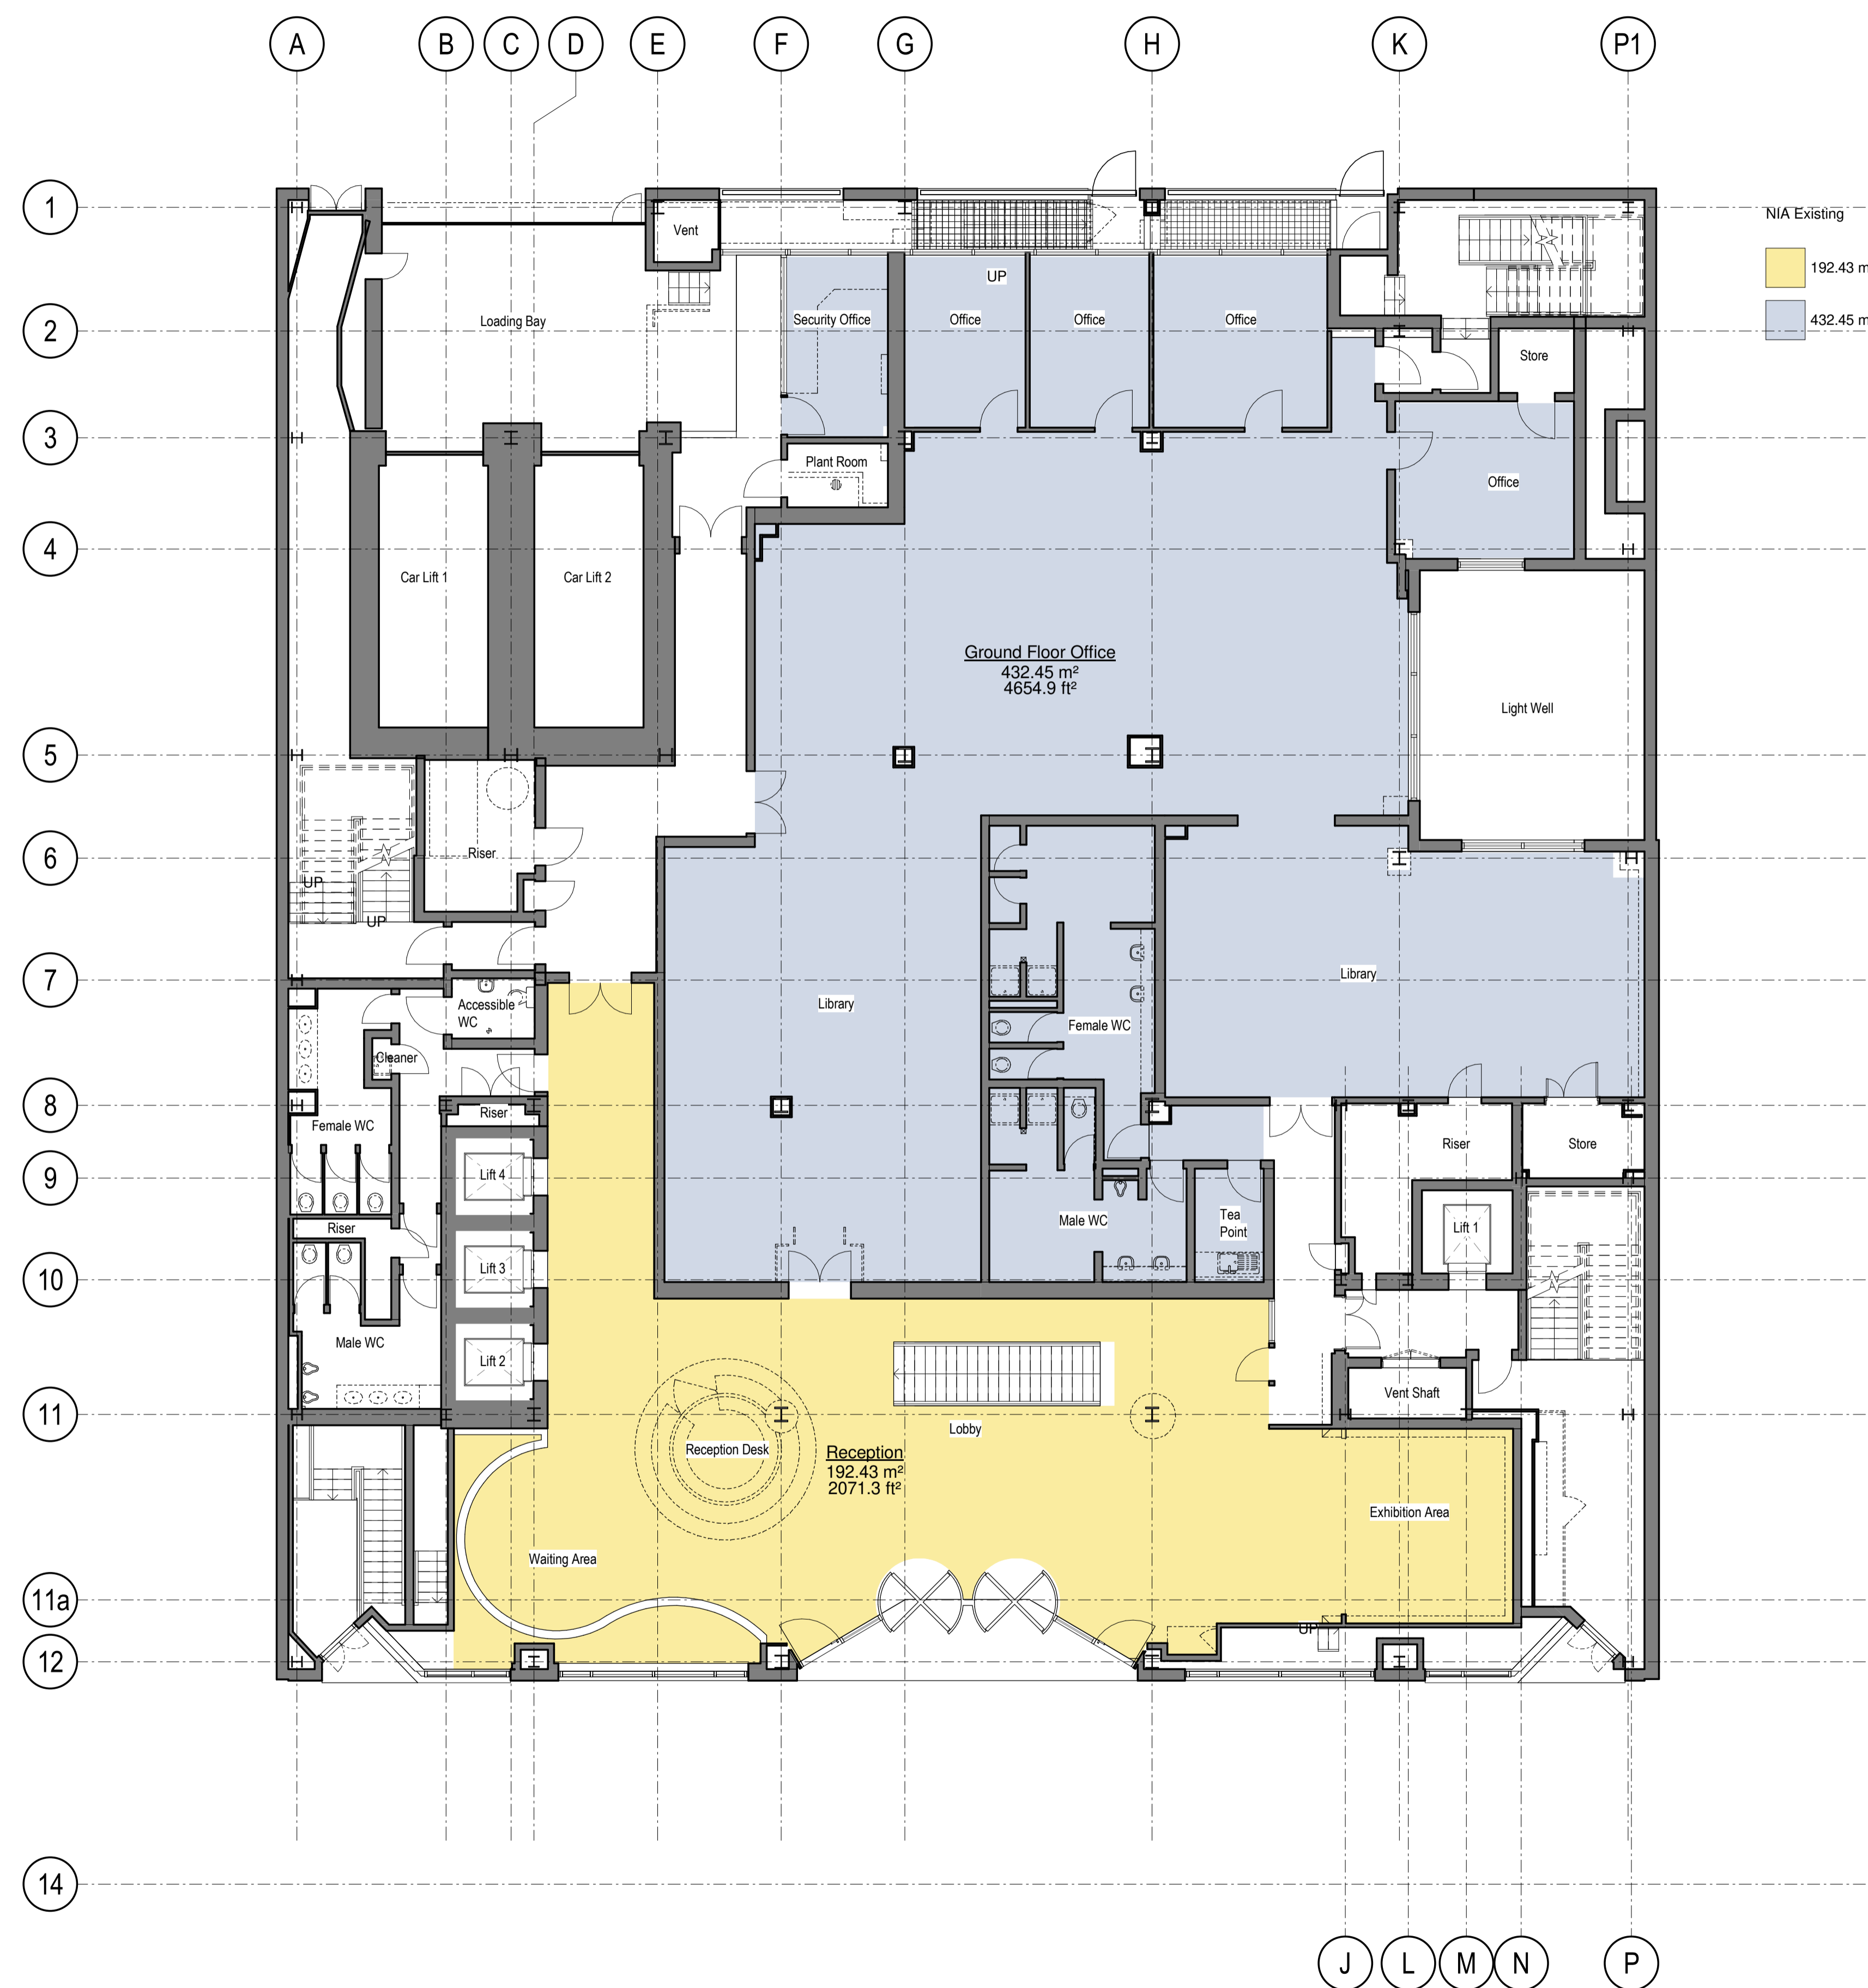 A B C D E F G H K P1
1
NIA Existing
Vent
192.43 m
UP
2
Loading Bay
Security Office
Office
Office
Office
432.45 m
Store
3
Plant Room
Office
4
Car Lift 1
Car Lift 2
Ground Floor Office
432.45 m²
4654.9 ft²
Light Well
5
6
Riser
UP
UP
7
Library
Library
Accessible
WC
Female WC
Cleaner
8
Riser
Female WC
Riser
Store
9
Lift 4
Riser
Male WC
Tea
Point
Lift 1
10
Lift 3
Male WC
Lift 2
Vent Shaft
11
Lobby
Reception Desk
Reception
192.43 m²
2071.3 ft²
Exhibition Area
Waiting Area
11a
UP
12
14
J L M N P